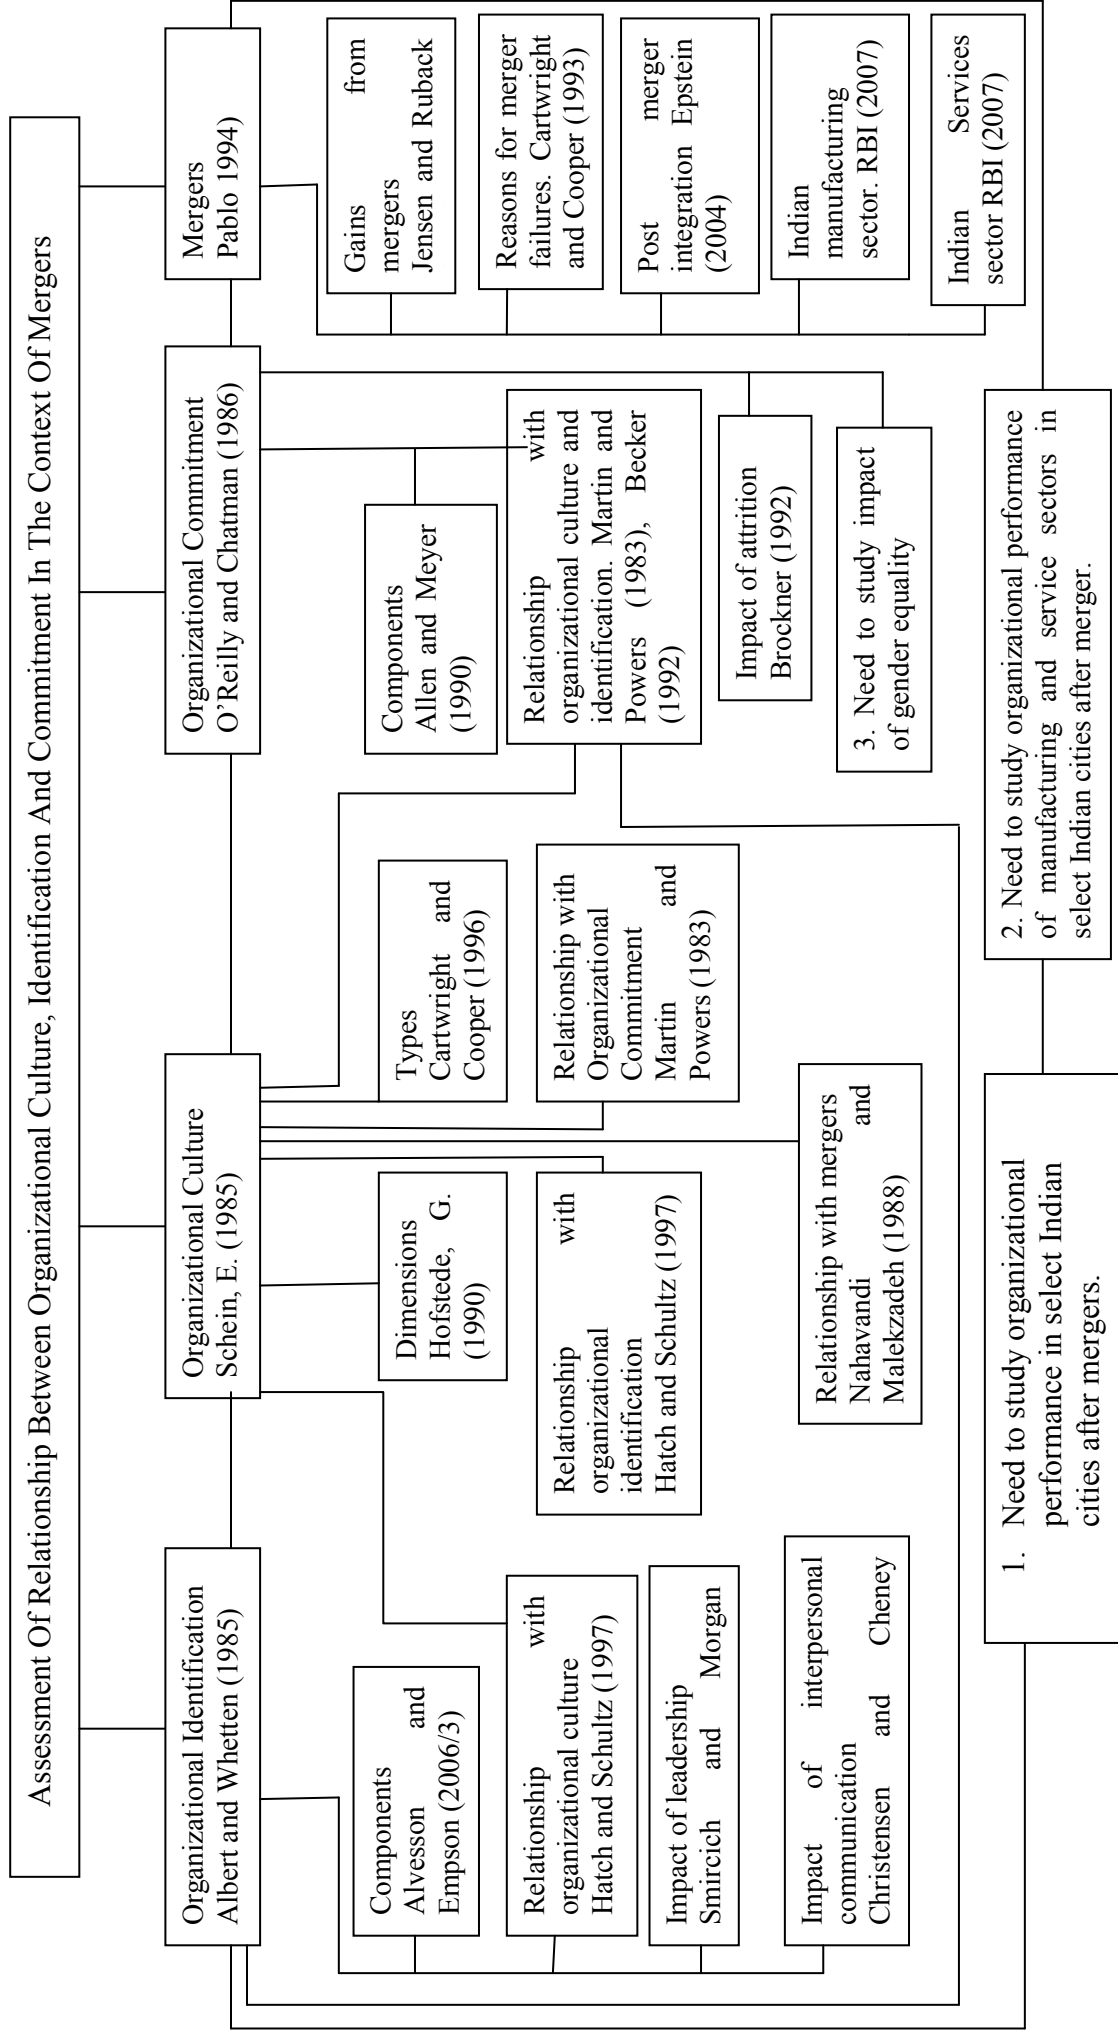 Assessment Of Relationship Between Organizational Culture, Identification And Commitment In The Context Of Mergers
Organizational Identification
Albert and Whetten (1985)
Organizational Culture
Schein, E. (1985)
Organizational Commitment
O'Reilly and Chatman (1986)
Mergers
Pablo 1994)
Components
Alvesson and
Empson (2006/3)
Relationship with
organizational culture
Hatch and Schultz (1997)
Impact of leadership
Smircich and Morgan
Impact of interpersonal
communication
Christensen and Cheney
Dimensions
Hofstede, G.
(1990)
Relationship with
organizational
identification
Hatch and Schultz (1997)
Types
Cartwright and
Cooper (1996)
Relationship with
Organizational
Commitment
Martin and
Powers (1983)
Relationship with mergers
Nahavandi and
Malekzadeh (1988)
Components
Allen and Meyer
(1990)
Relationship with
organizational culture and
identification. Martin and
Powers (1983), Becker
(1992)
Impact of attrition
Brockner (1992)
3. Need to study impact
of gender equality
Gains from
mergers
Jensen and Ruback
Reasons for merger
failures. Cartwright
and Cooper (1993)
Post merger
integration Epstein
(2004)
Indian
manufacturing
sector. RBI (2007)
Indian Services
sector RBI (2007)
1. Need to study organizational
performance in select Indian
cities after mergers.
2. Need to study organizational performance
of manufacturing and service sectors in
select Indian cities after merger.